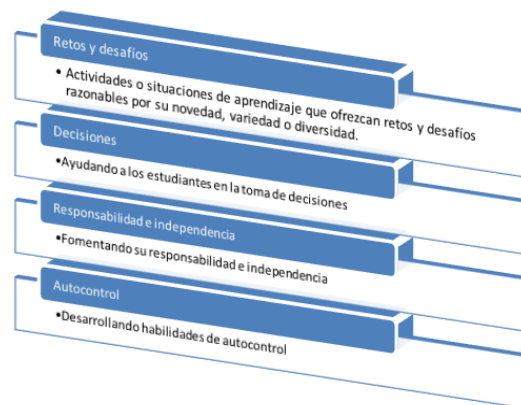 Retos y desafíos
• Actividades o situaciones de aprendizaje que ofrezcan retos y desafíos
razonables por su novedad, variedad o diversidad.
Decisiones
•Ayudando a los estudiantes en la toma de decisiones
Responsabilidad e independencia
•Fomentando su responsabilidad e independencia
Autocontrol
•Desarrollando habilidades de autocontrol